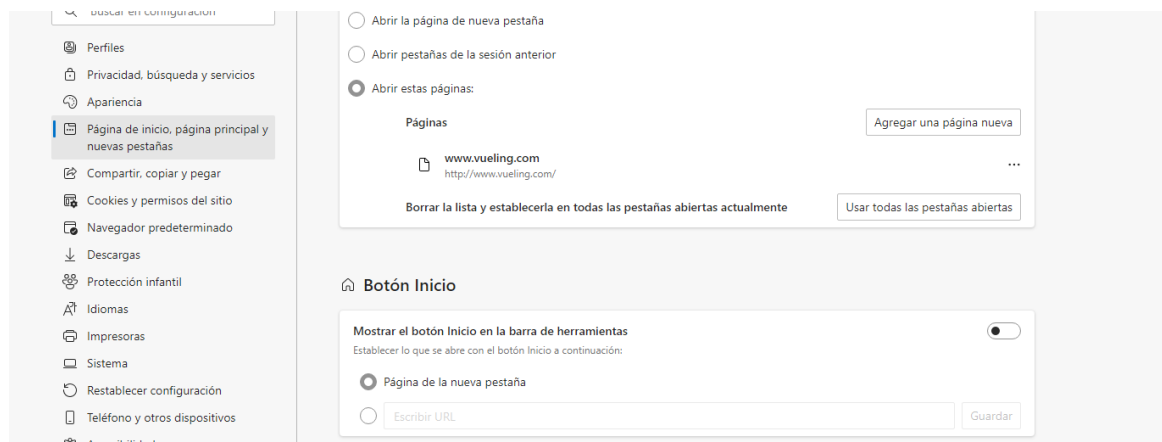 Buscar en configuración
Perfiles
Privacidad, búsqueda y servicios
Apariencia
Página de inicio, página principal y
nuevas pestañas
Compartir, copiar y pegar
Cookies y permisos del sitio
Navegador predeterminado
Descargas
Protección infantil
Idiomas
Impresoras
Sistema
Restablecer configuración
Teléfono y otros dispositivos
Abrir la página de nueva pestaña
Abrir pestañas de la sesión anterior
Abrir estas páginas:
Páginas
Agregar una página nueva
www.vueling.com
http://www.vueling.com/
Borrar la lista y establecerla en todas las pestañas abiertas actualmente
Usar todas las pestañas abiertas
Botón Inicio
Mostrar el botón Inicio en la barra de herramientas
Establecer lo que se abre con el botón Inicio a continuación:
Página de la nueva pestaña
Escribir URL
Guardar